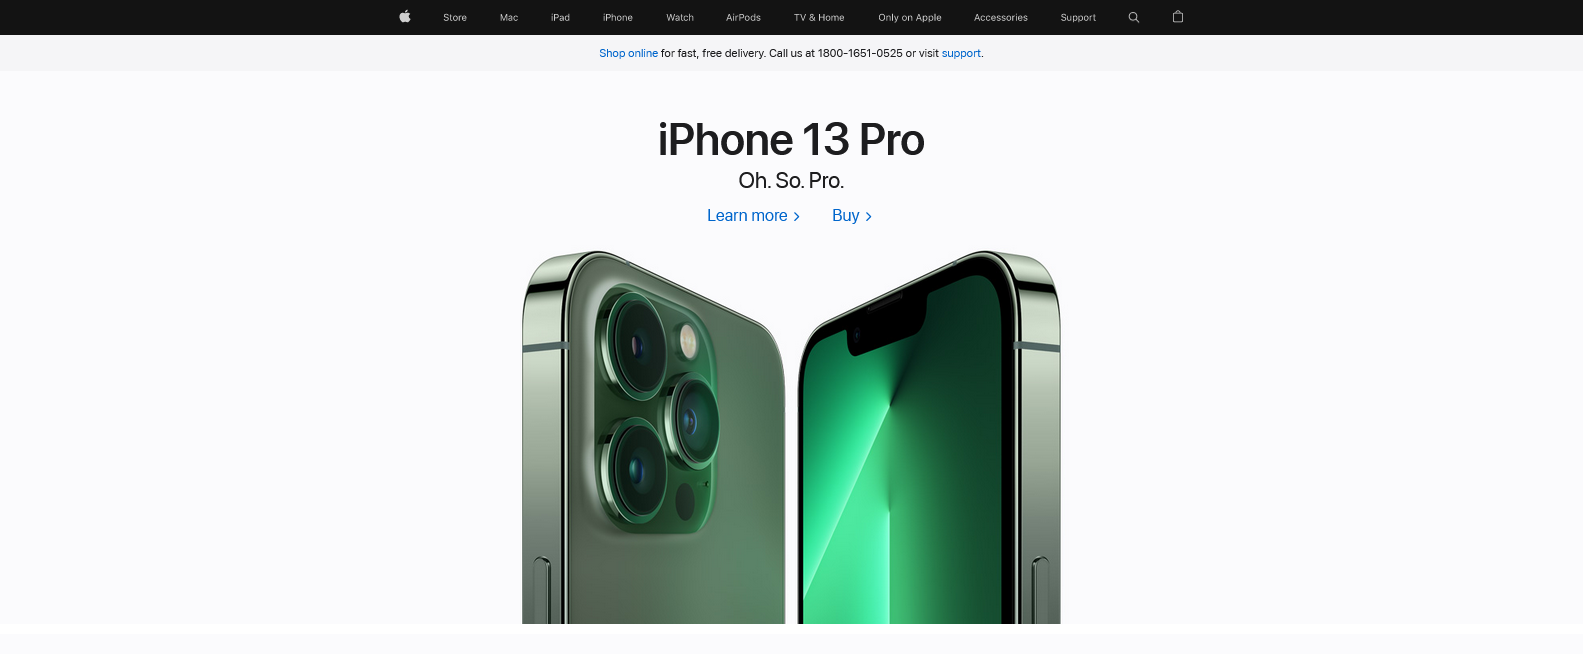 Store Mac iPad iPhone Watch AirPods TV & Home Only on Apple Accessories Support
Shop online for fast, free delivery. Call us at 1800-1651-0525 or visit support.
iPhone 13 Pro
Oh. So. Pro.
Learn more > Buy >